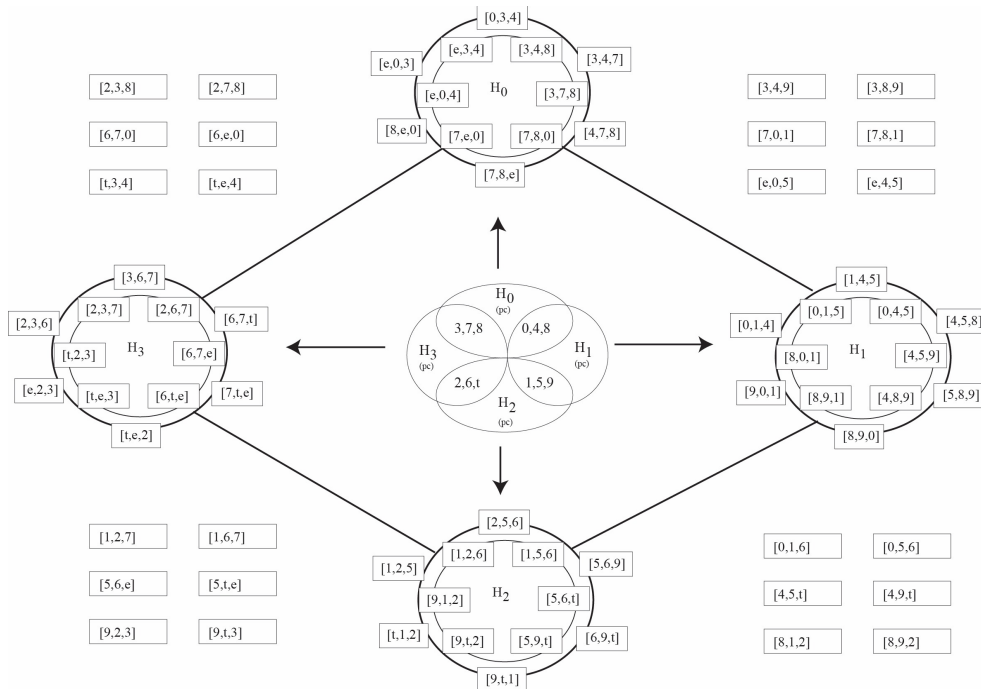 [0,3,4]
[e,3,4] [3,4,8]
[e,0,3] [3,4,7]
H0
[e,0,4] [3,7,8]
[8,e,0] [7,e,0] [7,8,0] [4,7,8]
[7,8,e]
[2,3,8] [2,7,8]
[6,7,0] [6,e,0]
[t,3,4] [t,e,4]
[3,4,9] [3,8,9]
[7,0,1] [7,8,1]
[e,0,5] [e,4,5]
[3,6,7]
[2,3,7] [2,6,7]
[2,3,6] [6,7,t]
H3
[t,2,3] [6,7,e]
[e,2,3] [t,e,3] [6,t,e] [7,t,e]
[t,e,2]
H0
(pc)
3,7,8 0,4,8
H3 H1
(pc) (pc)
2,6,t 1,5,9
H2
(pc)
[1,4,5]
[0,1,5] [0,4,5]
[0,1,4] [4,5,8]
H1
[8,0,1] [4,5,9]
[9,0,1] [8,9,1] [4,8,9] [5,8,9]
[8,9,0]
[2,5,6]
[1,2,6] [1,5,6]
[1,2,5] [5,6,9]
H2
[9,1,2] [5,6,t]
[t,1,2] [9,t,2] [5,9,t] [6,9,t]
[9,t,1]
[1,2,7] [1,6,7]
[5,6,e] [5,t,e]
[9,2,3] [9,t,3]
[0,1,6] [0,5,6]
[4,5,t] [4,9,t]
[8,1,2] [8,9,2]